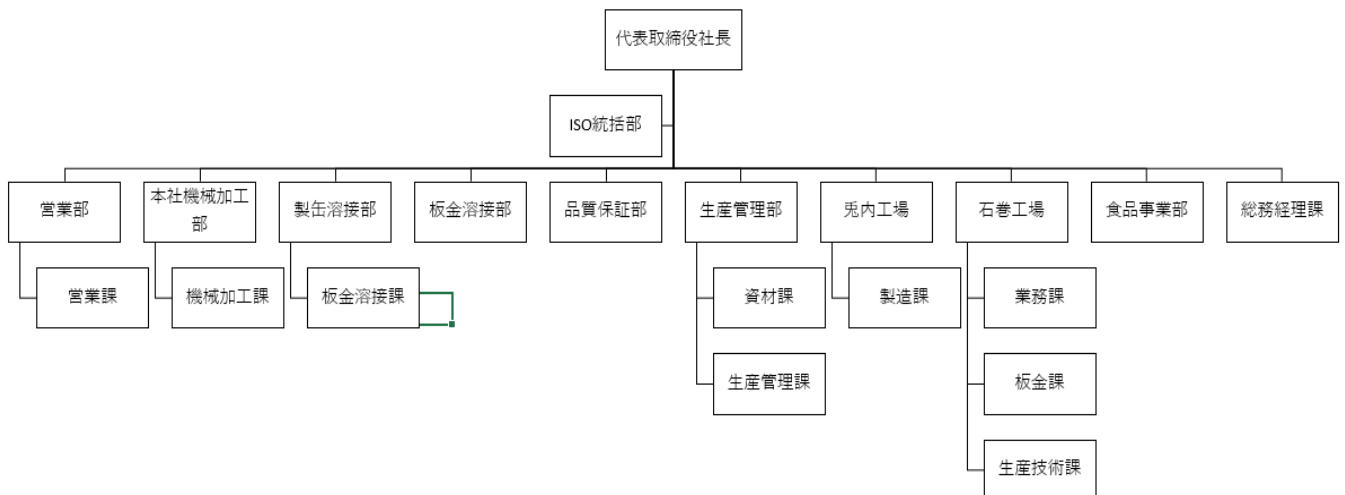 代表取締役社長
ISO統括部
営業部
本社機械加工
部
製缶溶接部
板金溶接部
品質保証部
生産管理部
兎内工場
石巻工場
食品事業部
総務経理課
営業課
機械加工課
板金溶接課
資材課
製造課
業務課
生産管理課
板金課
生産技術課